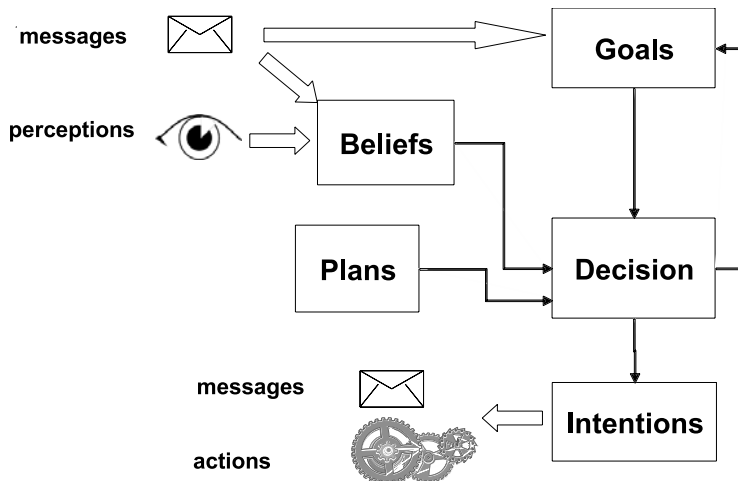 messages
Goals
perceptions
Beliefs
Plans
Decision
messages
Intentions
actions